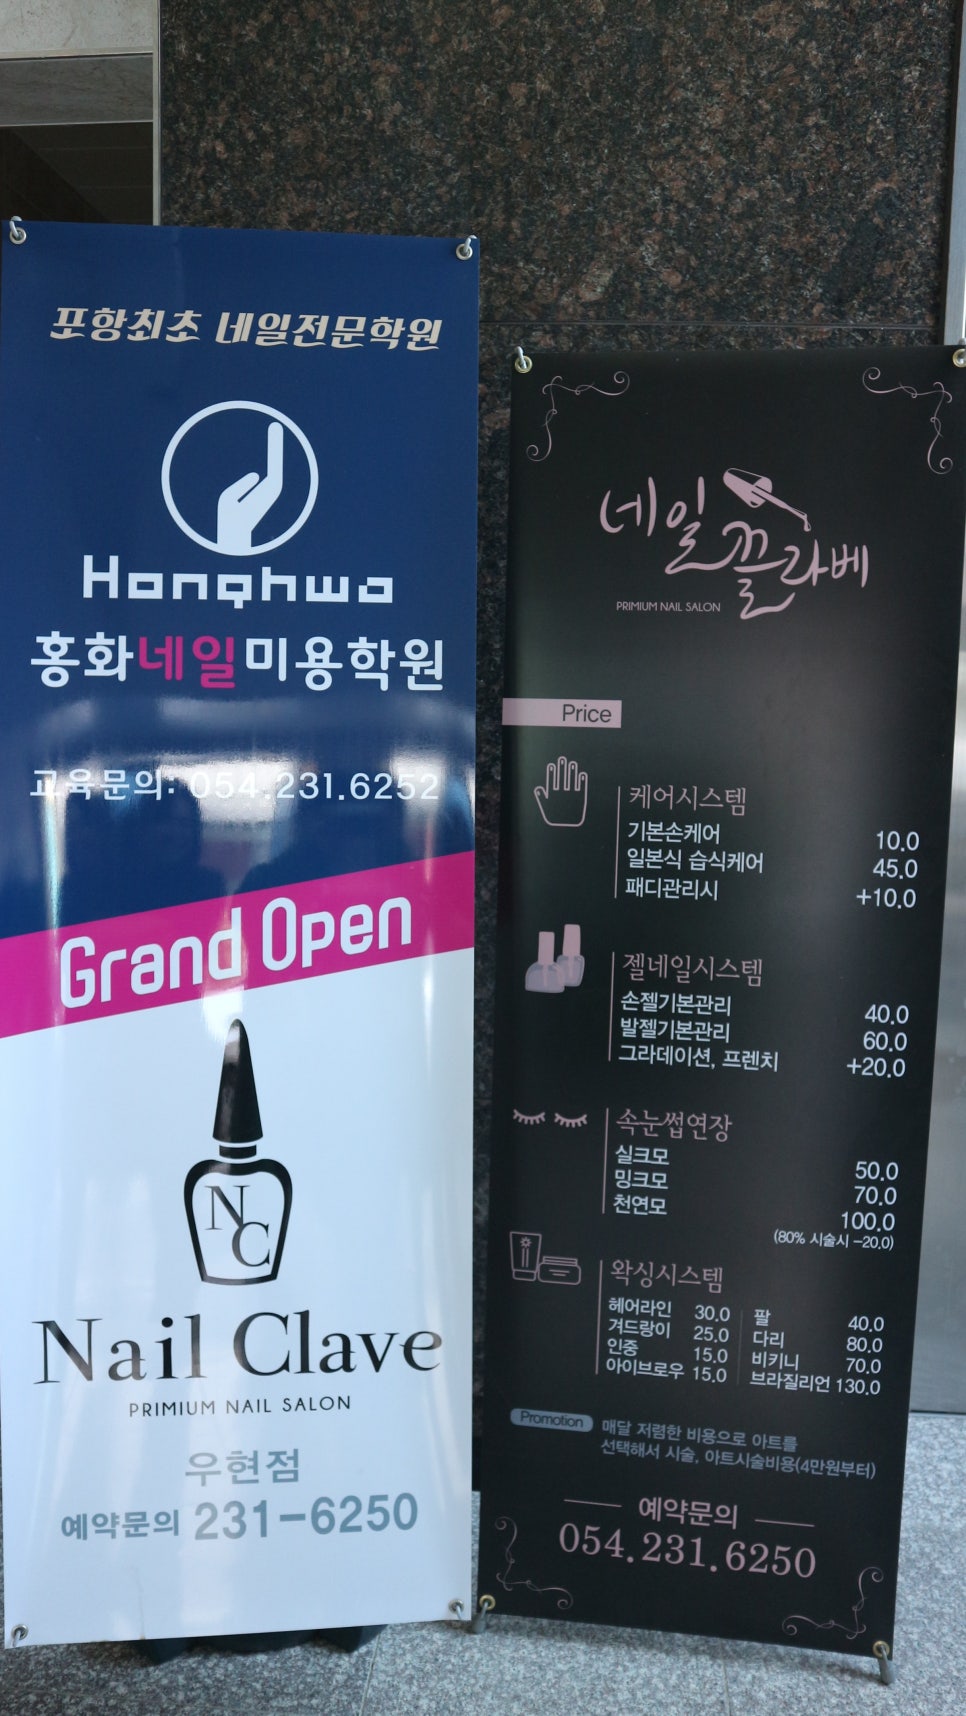 포항최초 네일전문학원
Honghwa
홍화네일미용학원
교육문의: 054.231.6252
Grand Open
NC
Nail Clave
PRIMIUM NAIL SALON
우현점
예약문의 231-6250
네일끌라베
PRIMIUM NAIL SALON
Price
케어시스템
기본손케어 10.0
일본식 습식케어 45.0
패디관리시 +10.0
젤네일시스템
손젤기본관리 40.0
발젤기본관리 60.0
그라데이션, 프렌치 +20.0
속눈썹연장
실크모 50.0
밍크모 70.0
천연모 100.0
(80% 시술시 -20.0)
왁싱시스템
헤어라인 30.0 팔 40.0
겨드랑이 25.0 다리 80.0
인중 15.0 비키니 70.0
아이브로우 15.0 브라질리언 130.0
Promotion 매달 저렴한 비용으로 아트를
선택해서 시술, 아트시술비용(4만원부터)
예약문의
054.231.6250